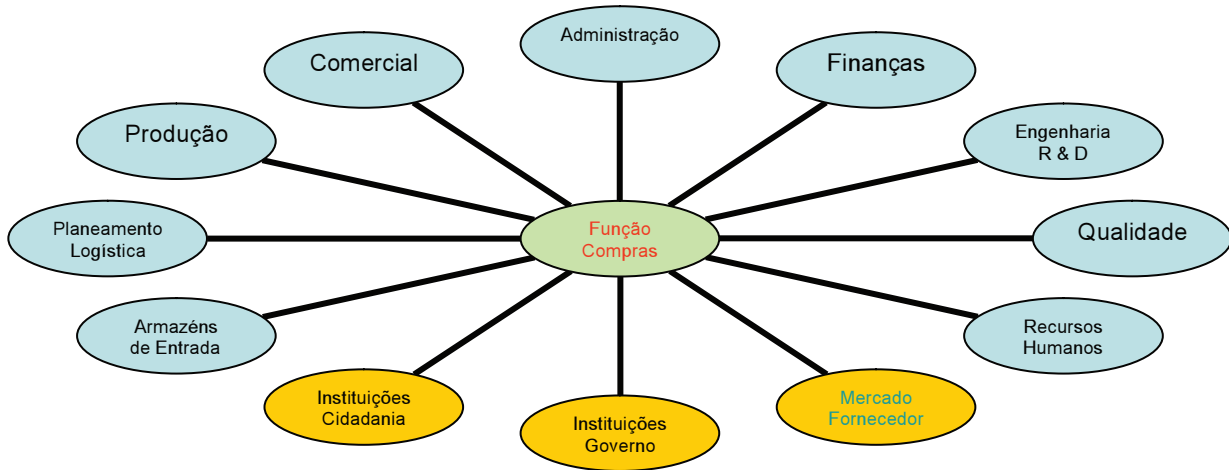 Administração
Comercial
Finanças
Produção
Engenharia
R & D
Função
Compras
Planeamento
Logística
Qualidade
Armazéns
de Entrada
Recursos
Humanos
Instituições
Cidadania
Instituições
Governo
Mercado
Fornecedor